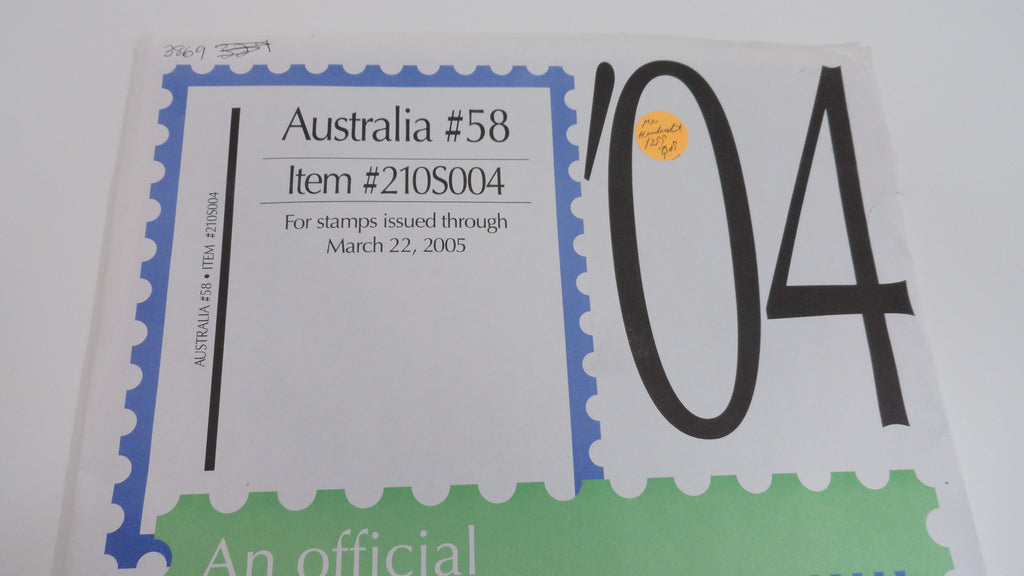 3869
'04
Australia #58
Item #210S004
For stamps issued through
March 22, 2005
AUSTRALIA #58 • ITEM #210S004
An official